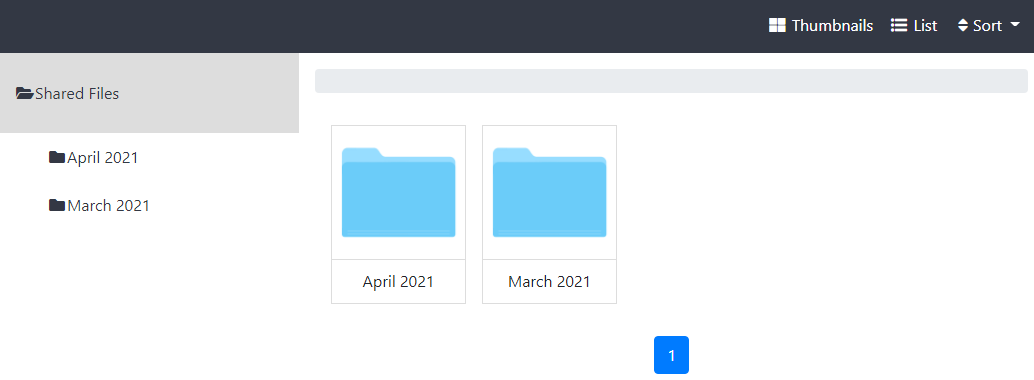 Thumbnails List Sort
Shared Files
April 2021
March 2021
April 2021 March 2021
1